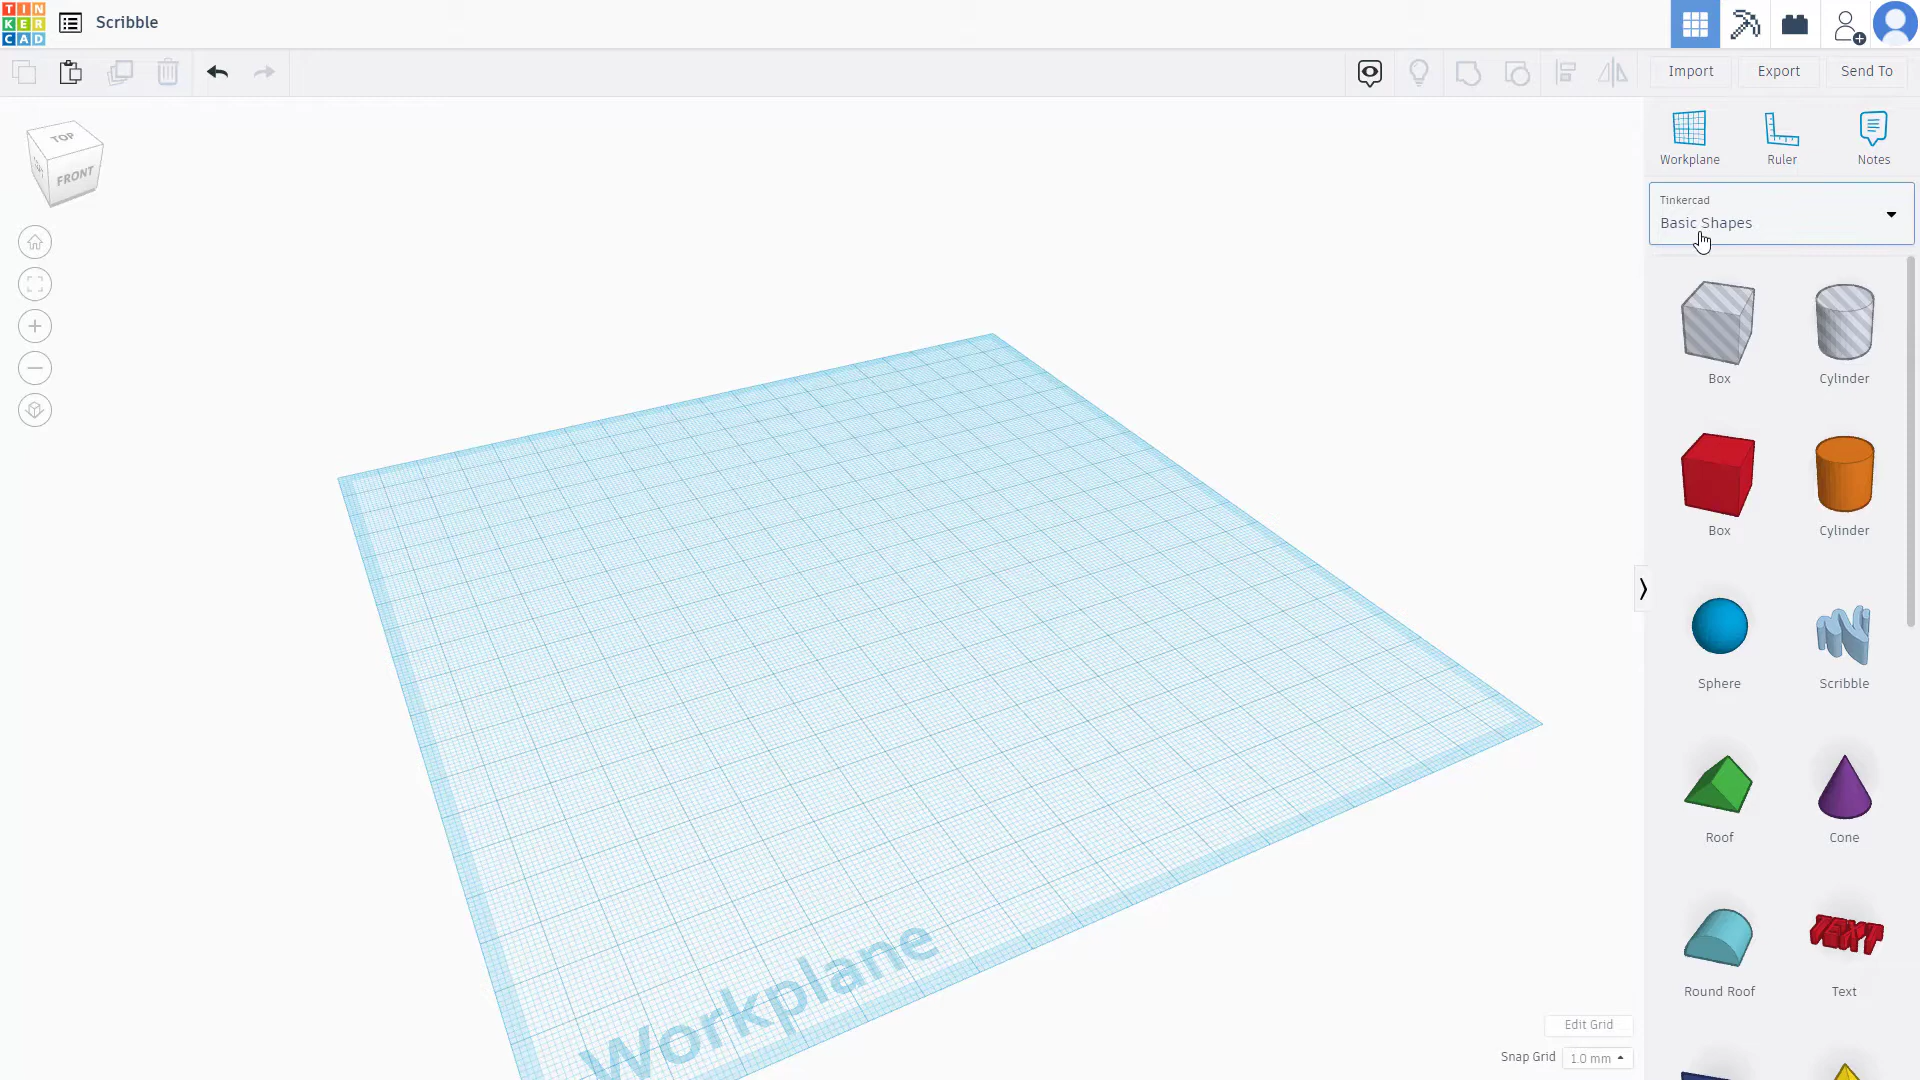 TIN
KER
CAD
Scribble
Import
Export
Send To
TOP
FRONT
Workplane
Ruler
Notes
Tinkercad
Basic Shapes
Box
Cylinder
Box
Cylinder
Sphere
Scribble
Roof
Cone
TEXT
Round Roof
Text
Workplane
Edit Grid
Snap Grid
1.0 mm